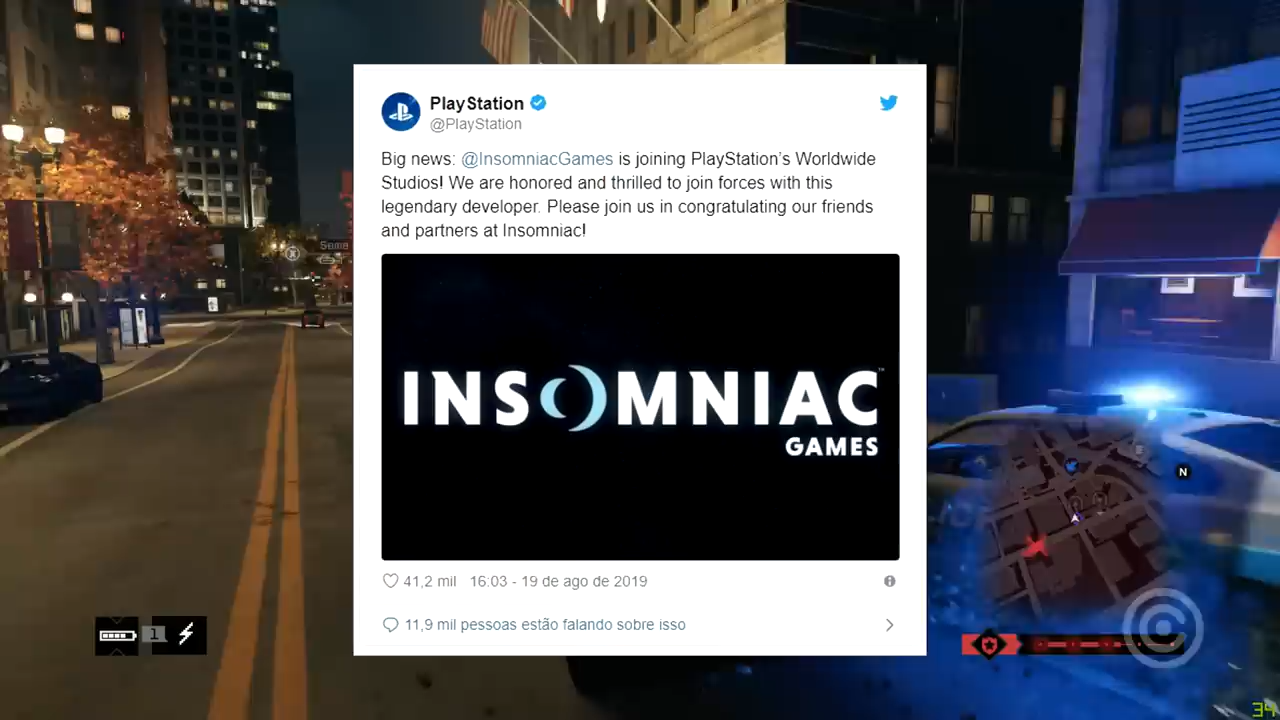 PlayStation
@PlayStation
Big news: @InsomniacGames is joining PlayStation's Worldwide
Studios! We are honored and thrilled to join forces with this
legendary developer. Please join us in congratulating our friends
and partners at Insomniac!
INSOMNIAC™
GAMES
41,2 mil 16:03 - 19 de ago de 2019
11,9 mil pessoas estão falando sobre isso
N
1
34